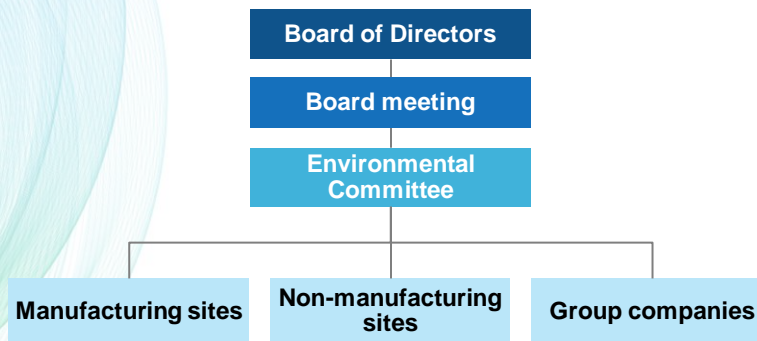 Board of Directors
Board meeting
Environmental
Committee
Manufacturing sites
Non-manufacturing
sites
Group companies